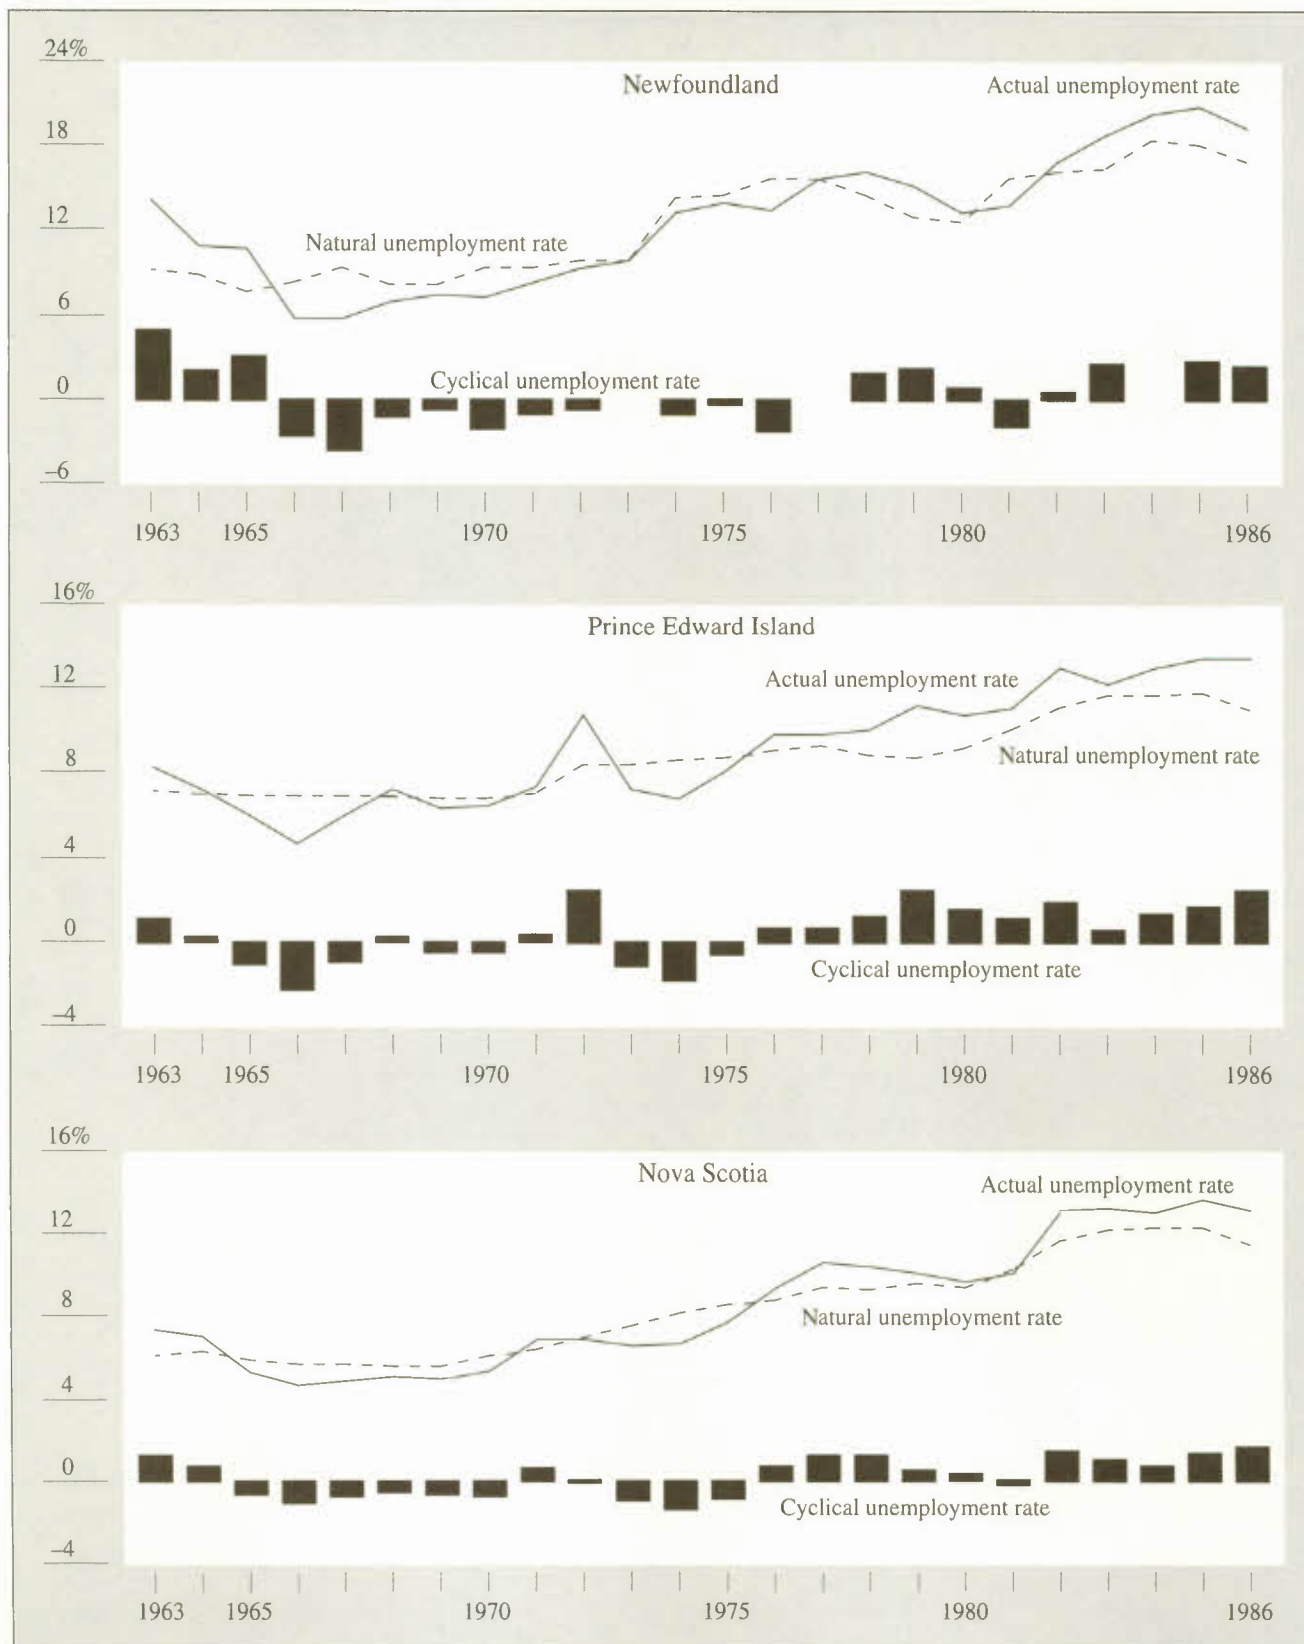 24%
Newfoundland
Actual unemployment rate
18
12
Natural unemployment rate
6
Cyclical unemployment rate
0
–6
1963 1965 1970 1975 1980 1986
16%
Prince Edward Island
Actual unemployment rate
12
8
Natural unemployment rate
4
0
Cyclical unemployment rate
–4
1963 1965 1970 1975 1980 1986
16%
Nova Scotia
Actual unemployment rate
12
8
Natural unemployment rate
4
0
Cyclical unemployment rate
–4
1963 1965 1970 1975 1980 1986